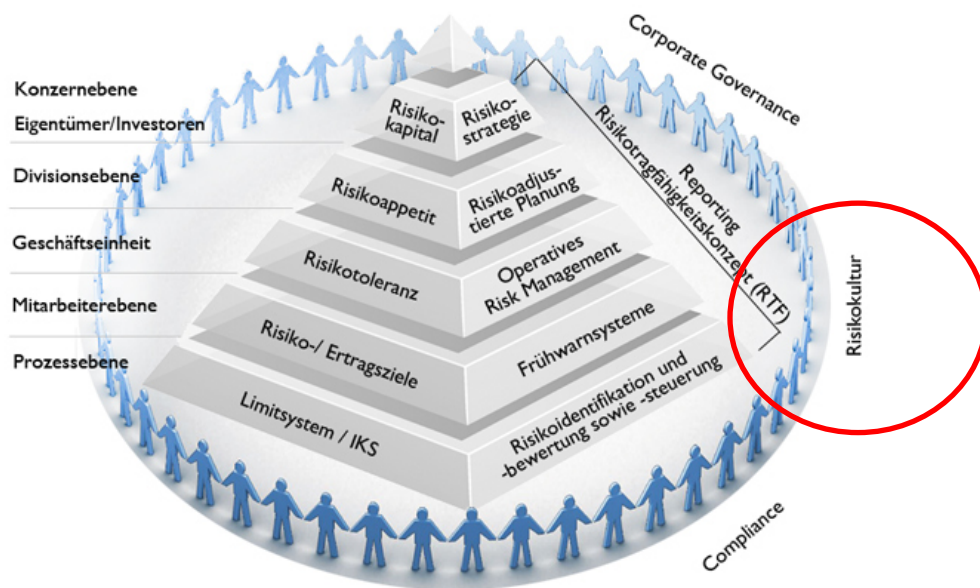 Konzernebene
Eigentümer/Investoren
Divisionsebene
Geschäftseinheit
Mitarbeiterebene
Prozessebene
Risiko-
kapital
Risiko-
strategie
Risikoappetit
Risikoadjus-
tierte Planung
Risikotoleranz
Operatives
Risk Management
Risiko-/ Ertragsziele
Frühwarnsysteme
Limitsystem / IKS
Risikoidentifikation und
-bewertung sowie -steuerung
Corporate Governance
Reporting
Risikotragfähigkeitskonzept (RTF)
Risikokultur
Compliance